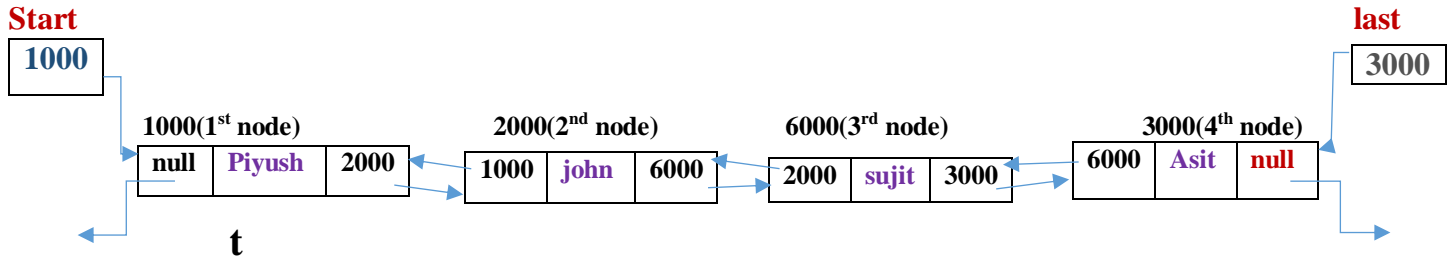 Start last
1000 3000
1000(1st node) 2000(2nd node) 6000(3rd node) 3000(4th node)
null Piyush 2000 1000 john 6000 2000 sujit 3000 6000 Asit null
t